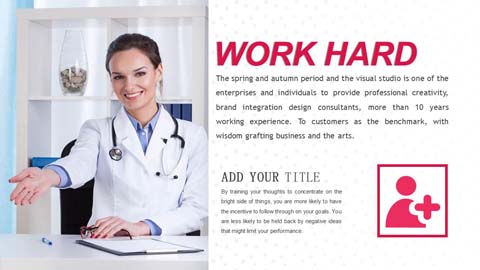 WORK HARD
The spring and autumn period and the visual studio is one of the
enterprises and individuals to provide professional creativity,
brand integration design consultants, more than 10 years
working experience. To customers as the benchmark, with
wisdom grafting business and the arts.
ADD YOUR TITLE
By training your thoughts to concentrate on the
bright side of things, you are more likely to have
the incentive to follow through on your goals. You
are less likely to be held back by negative ideas
that might limit your performance.